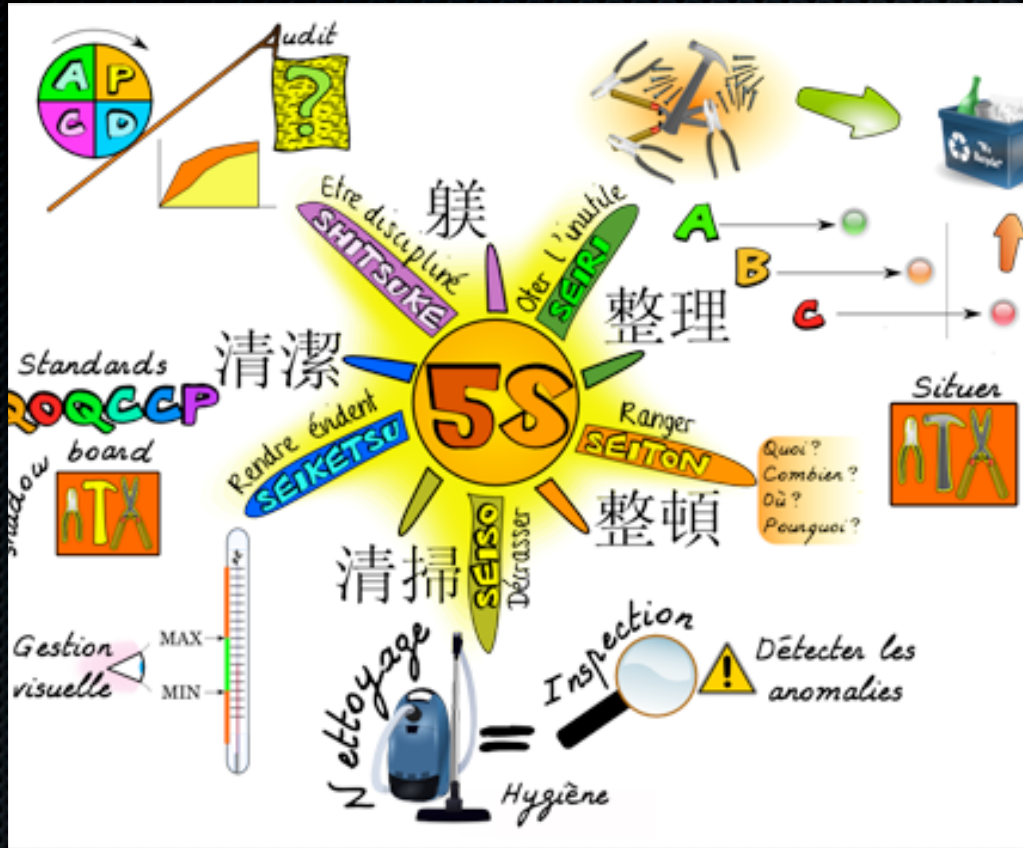 A P
C D
Audit
?
Etre discipliné
SHITSUKE
躾
Oter l'inutile
SEIRI
整理
A
B
C
清潔
5S
Standards
QOQCCP
Rendre évident
SEIKETSU
Ranger
SEITON
整頓
Quoi?
Combien?
Où?
Pourquoi?
Situer
shadow board
清掃
SEISO
Décrasser
Gestion
visuelle
MAX
MIN
Nettoyage
=
Inspection
Hygiène
!
Détecter les
anomalies